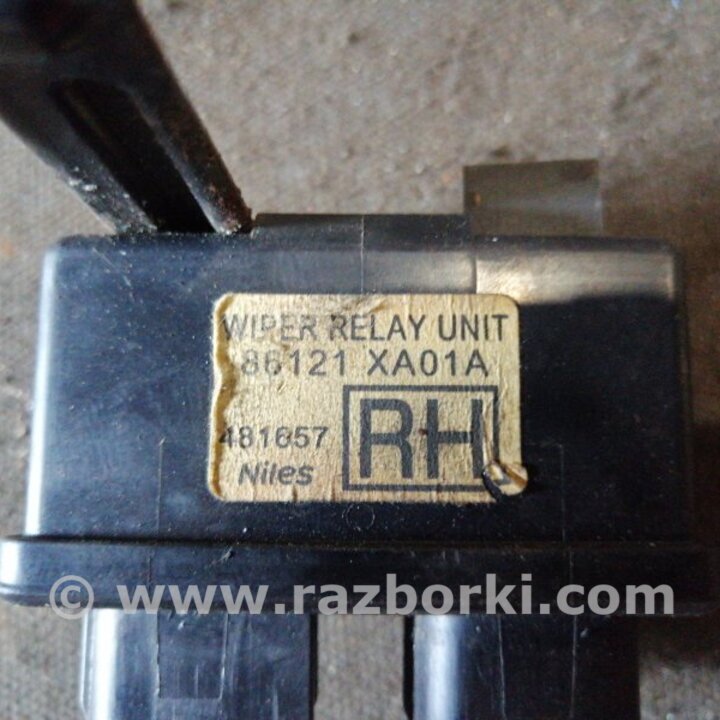 WIPER RELAY UNIT
86121 XA01A
481657
RH
Niles
© www.razborki.com